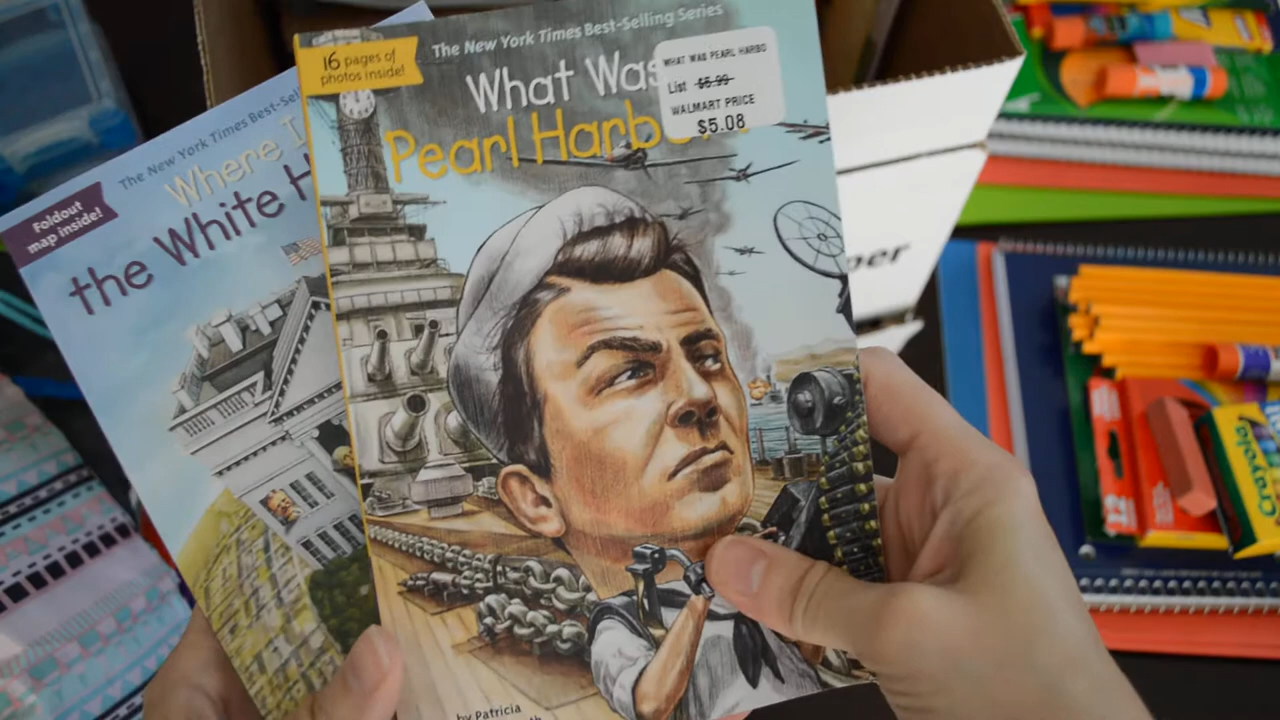 The New York Times Best-Selling Series
16 pages of
photos inside!
What Was
Pearl Harbo
WHAT WAS PEARL HARBO
List $5.99
WALMART PRICE
$5.08
by Patricia
The New York Times Best-Sel
Foldout
map inside!
Where I
the White H
per
Crayola
12